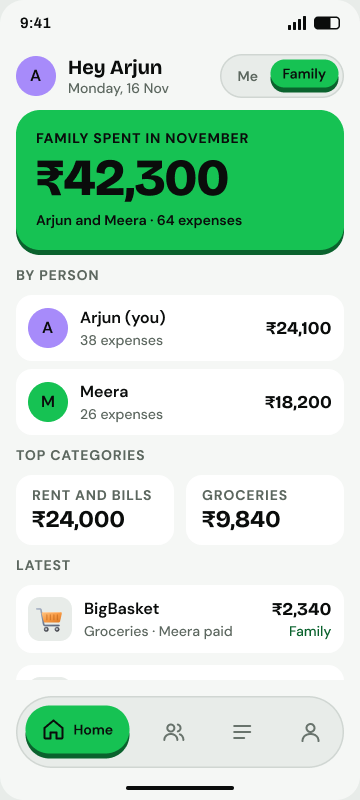 9:41
A
Hey Arjun
Monday, 16 Nov
Me
Family
FAMILY SPENT IN NOVEMBER
₹42,300
Arjun and Meera · 64 expenses
BY PERSON
A
Arjun (you)
38 expenses
₹24,100
M
Meera
26 expenses
₹18,200
TOP CATEGORIES
RENT AND BILLS
₹24,000
GROCERIES
₹9,840
LATEST
BigBasket
₹2,340
Groceries · Meera paid
Family
Home